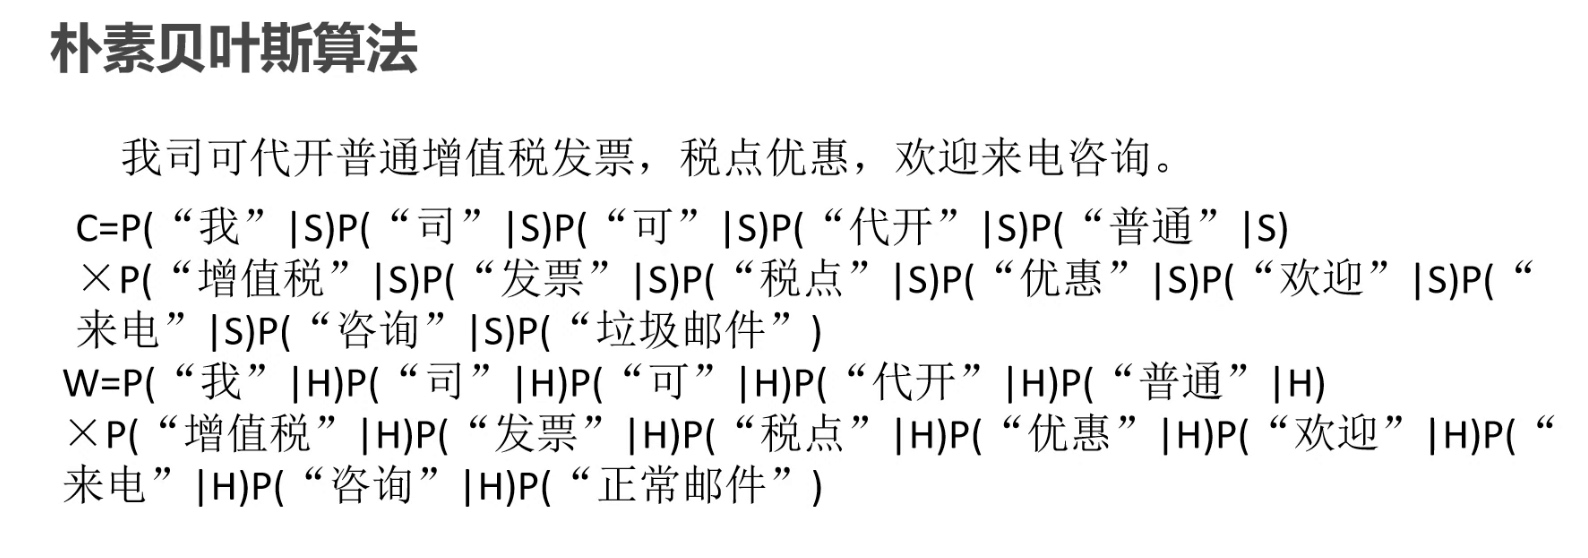 朴素贝叶斯算法
我司可代开普通增值税发票，税点优惠，欢迎来电咨询。
C=P(“我”|S)P(“司”|S)P(“可”|S)P(“代开”|S)P(“普通”|S)
×P(“增值税”|S)P(“发票”|S)P(“税点”|S)P(“优惠”|S)P(“欢迎”|S)P(“
来电”|S)P(“咨询”|S)P(“垃圾邮件”)
W=P(“我”|H)P(“司”|H)P(“可”|H)P(“代开”|H)P(“普通”|H)
×P(“增值税”|H)P(“发票”|H)P(“税点”|H)P(“优惠”|H)P(“欢迎”|H)P(“
来电”|H)P(“咨询”|H)P(“正常邮件”)